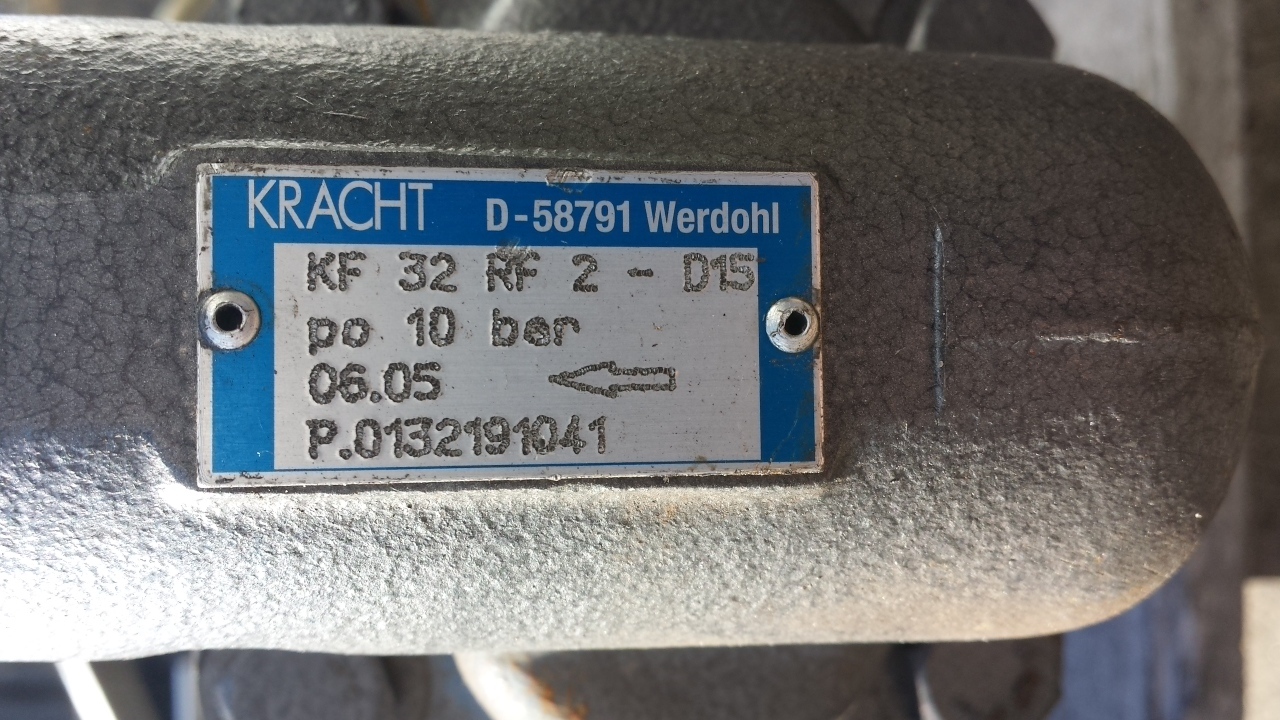 KRACHT D-58791 Werdohl
KF 32 RF 2 - D15
po 10 bar
06.05
P.0132191041